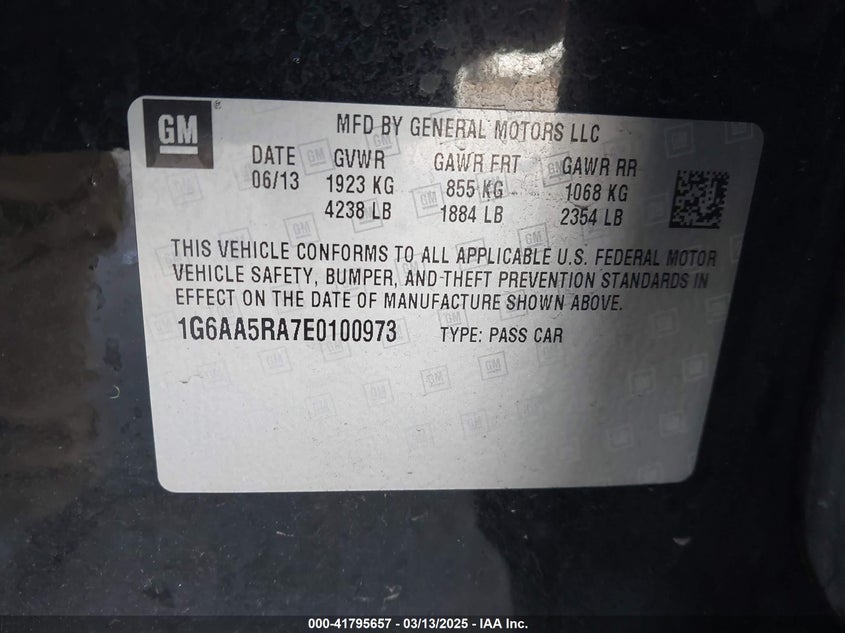 GM ®
MFD BY GENERAL MOTORS LLC
DATE GVWR GAWR FRT GAWR RR
06/13 1923 KG 855 KG 1068 KG
4238 LB 1884 LB 2354 LB
THIS VEHICLE CONFORMS TO ALL APPLICABLE U.S. FEDERAL MOTOR
VEHICLE SAFETY, BUMPER, AND THEFT PREVENTION STANDARDS IN
EFFECT ON THE DATE OF MANUFACTURE SHOWN ABOVE.
1G6AA5RA7E0100973 TYPE: PASS CAR
000-41795657 - 03/13/2025 - IAA Inc.